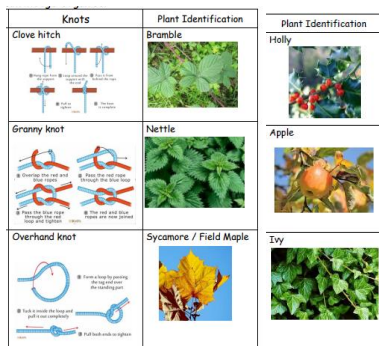 Knots
Plant Identification
Plant Identification
Clove hitch
Bramble
Holly
Granny knot
Nettle
Apple
Overlap the red and
blue ropes
Pass the red rope
through the blue loop
Pass the blue rope
through the red
loop and tighten
The red and
blue ropes
are now joined
Overhand knot
Sycamore / Field Maple
Ivy
Form a loop by passing
the tag end over
the standing part
Tuck it inside the loop and
pull it out completely
Pull both ends to tighten